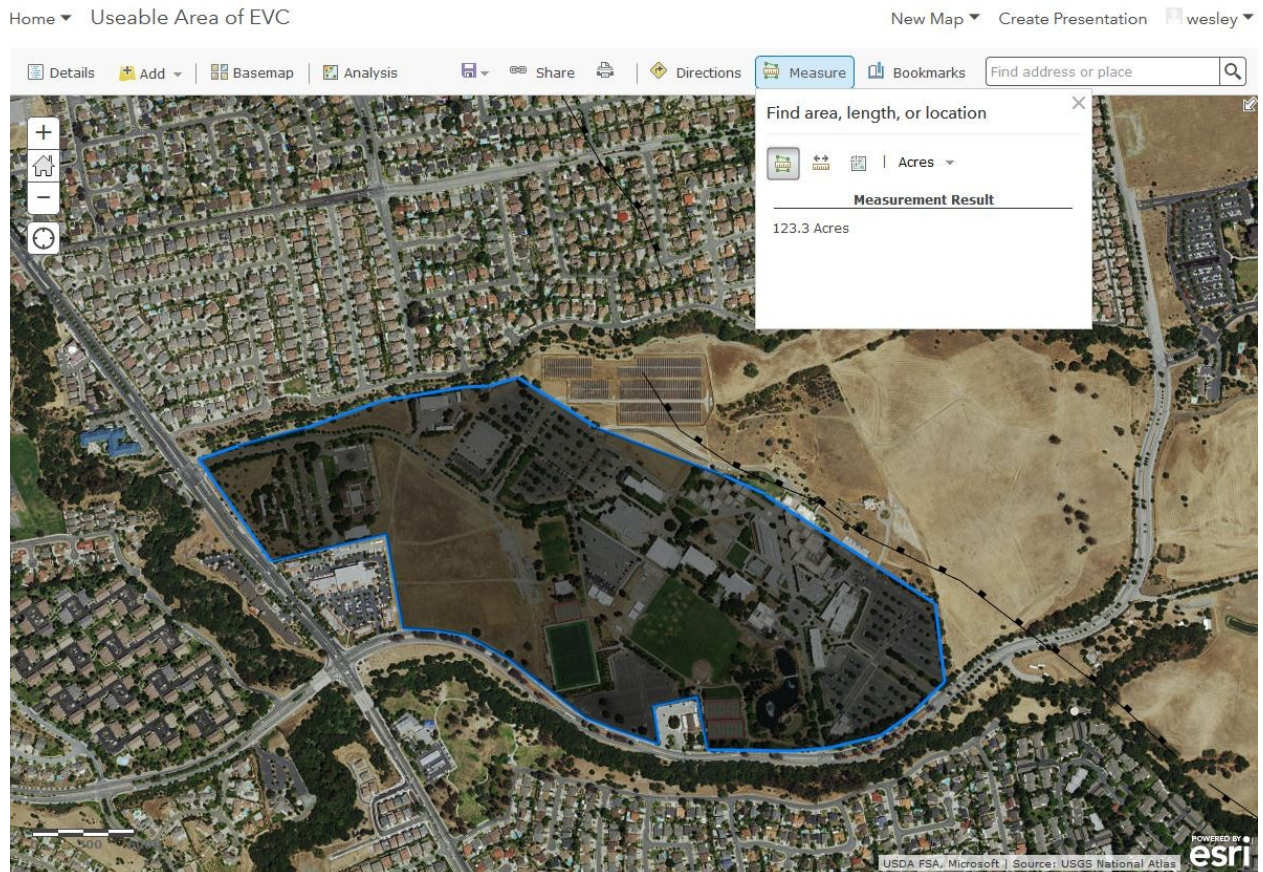 Home Useable Area of EVC New Map Create Presentation wesley
Details Add Basemap Analysis Share Directions Measure Bookmarks Find address or place
Find area, length, or location
Acres
Measurement Result
123.3 Acres
+
−
POWERED BY
esri
USDA FSA, Microsoft | Source: USGS National Atlas